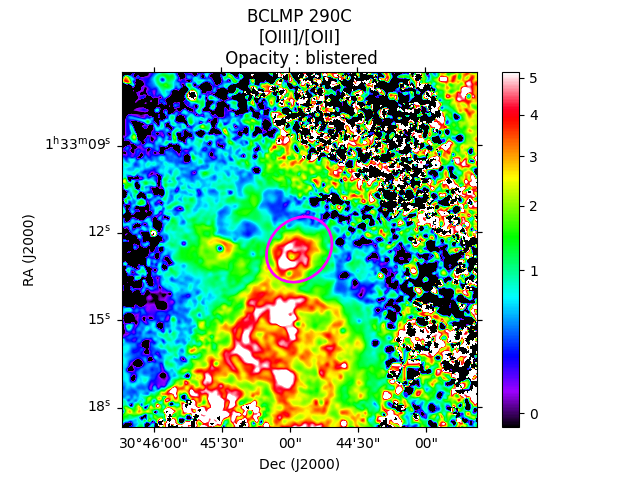 BCLMP 290C
[OIII]/[OII]
Opacity : blistered
1ʰ33ᵐ09ˢ
12ˢ
15ˢ
18ˢ
RA (J2000)
30°46'00" 45'30" 00" 44'30" 00"
Dec (J2000)
5
4
3
2
1
0